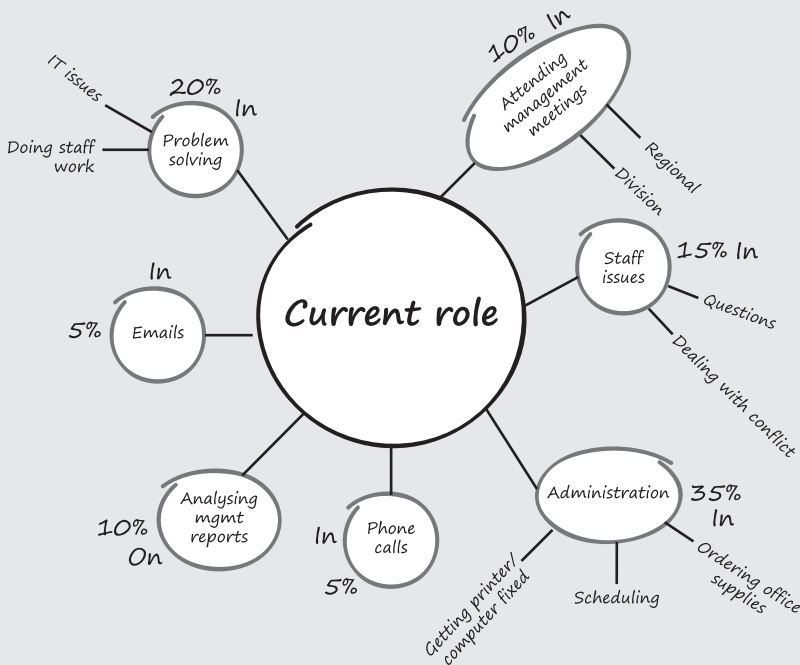 Current role
10% In
Attending
management
meetings
Regional
Division
15% In
Staff
issues
Questions
Dealing with conflict
35%
In
Administration
Ordering office
supplies
Scheduling
Getting printer/
computer fixed
Phone
calls
In
5%
Analysing
mgmt
reports
10%
On
Emails
In
5%
20%
In
Problem
solving
IT issues
Doing staff
work